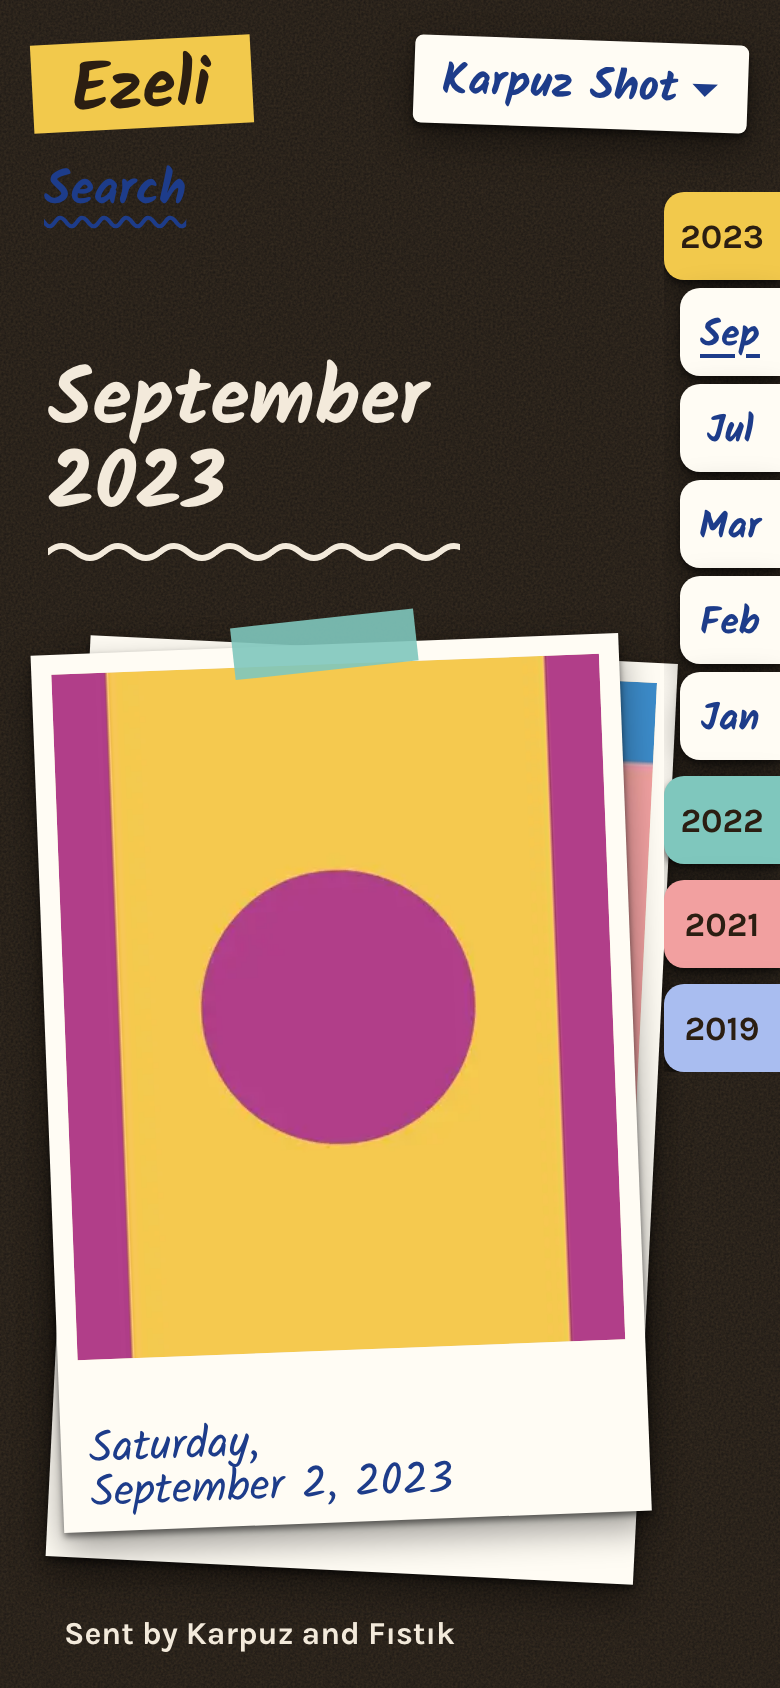 Ezeli
Karpuz Shot
Search
2023
Sep
Jul
Mar
Feb
Jan
2022
2021
2019
September
2023
Saturday,
September 2, 2023
Sent by Karpuz and Fıstık